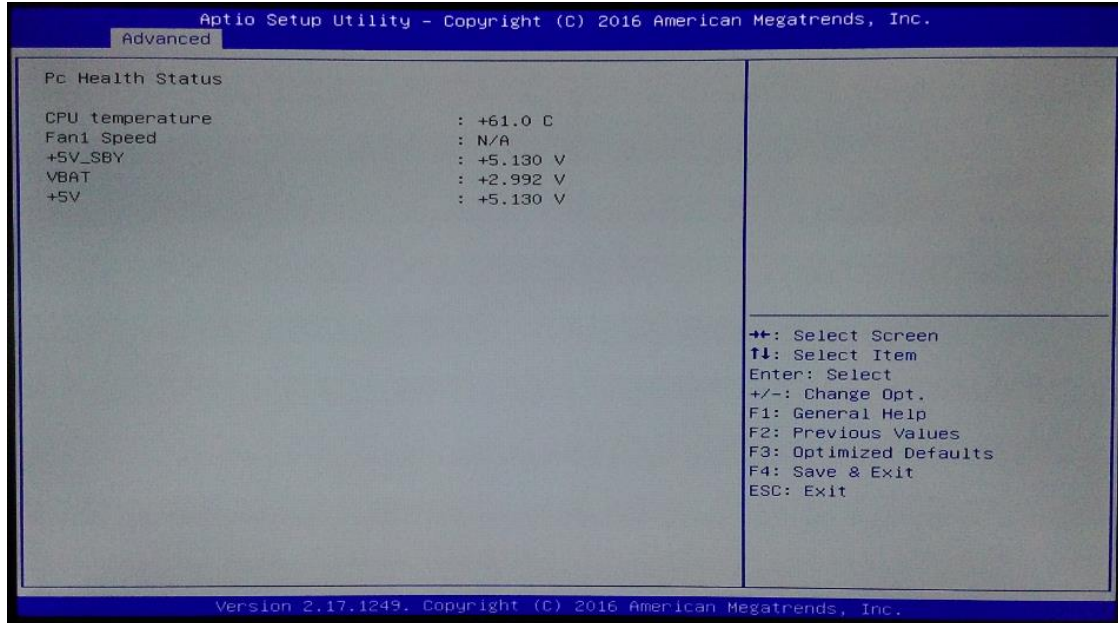 Aptio Setup Utility – Copyright (C) 2016 American Megatrends, Inc.
Advanced
Pc Health Status
CPU temperature : +61.0 C
Fan1 Speed : N/A
+5V_SBY : +5.130 V
VBAT : +2.992 V
+5V : +5.130 V
→←: Select Screen
↑↓: Select Item
Enter: Select
+/-: Change Opt.
F1: General Help
F2: Previous Values
F3: Optimized Defaults
F4: Save & Exit
ESC: Exit
Version 2.17.1249. Copyright (C) 2016 American Megatrends, Inc.